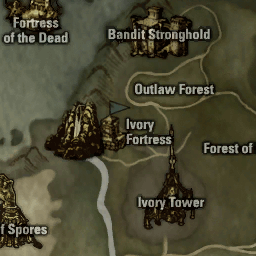 Fortress
of the Dead
Bandit Stronghold
Outlaw Forest
Ivory
Fortress
Forest of
Ivory Tower
f Spores